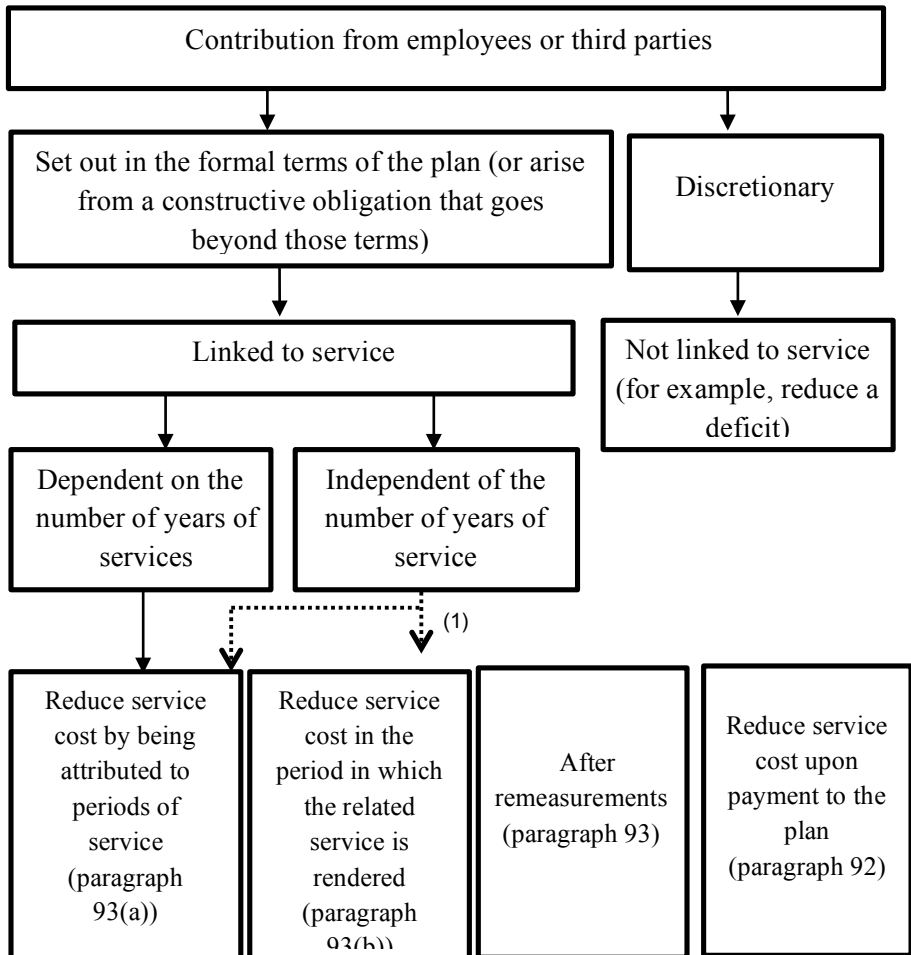 Contribution from employees or third parties
Set out in the formal terms of the plan (or arise
from a constructive obligation that goes
beyond those terms)
Discretionary
Linked to service
Not linked to service
(for example, reduce a
deficit)
Dependent on the
number of years of
services
Independent of the
number of years of
service
(1)
Reduce service
cost by being
attributed to
periods of
service
(paragraph
93(a))
Reduce service
cost in the
period in which
the related
service is
rendered
(paragraph
93(b))
After
remeasurements
(paragraph 93)
Reduce service
cost upon
payment to the
plan
(paragraph 92)